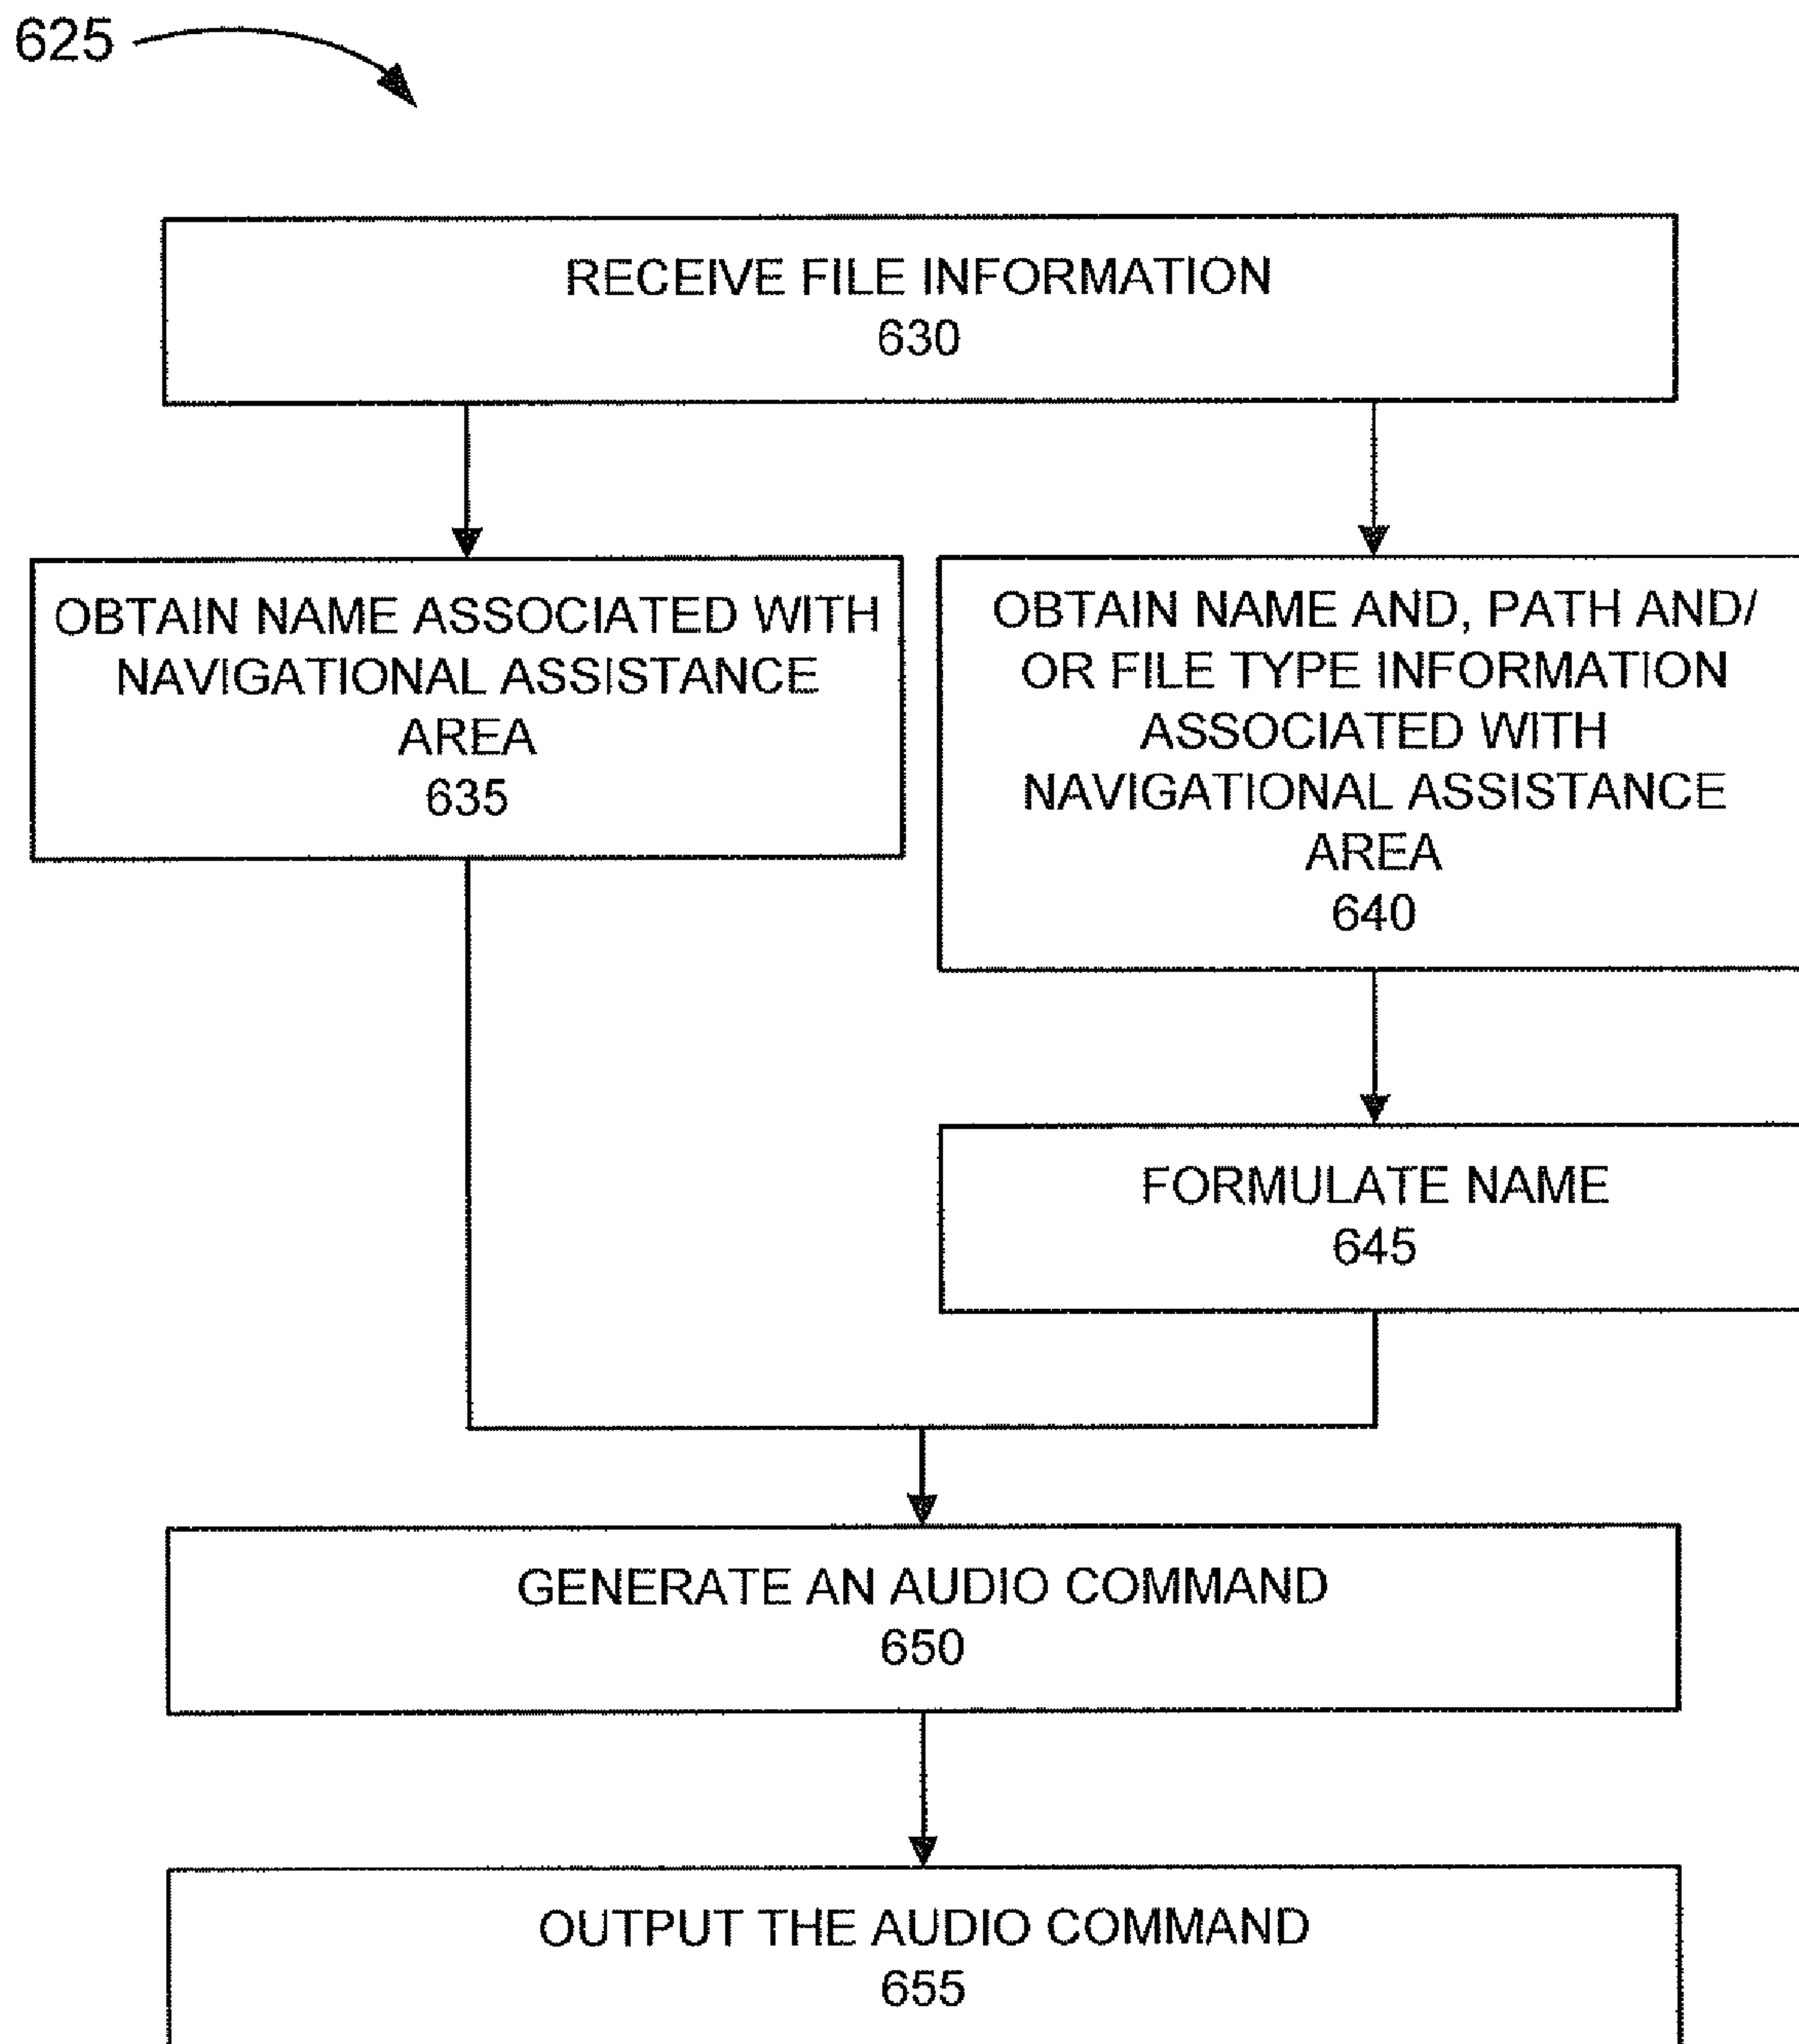 625
RECEIVE FILE INFORMATION
630
OBTAIN NAME ASSOCIATED WITH
NAVIGATIONAL ASSISTANCE
AREA
635
OBTAIN NAME AND, PATH AND/
OR FILE TYPE INFORMATION
ASSOCIATED WITH
NAVIGATIONAL ASSISTANCE
AREA
640
FORMULATE NAME
645
GENERATE AN AUDIO COMMAND
650
OUTPUT THE AUDIO COMMAND
655